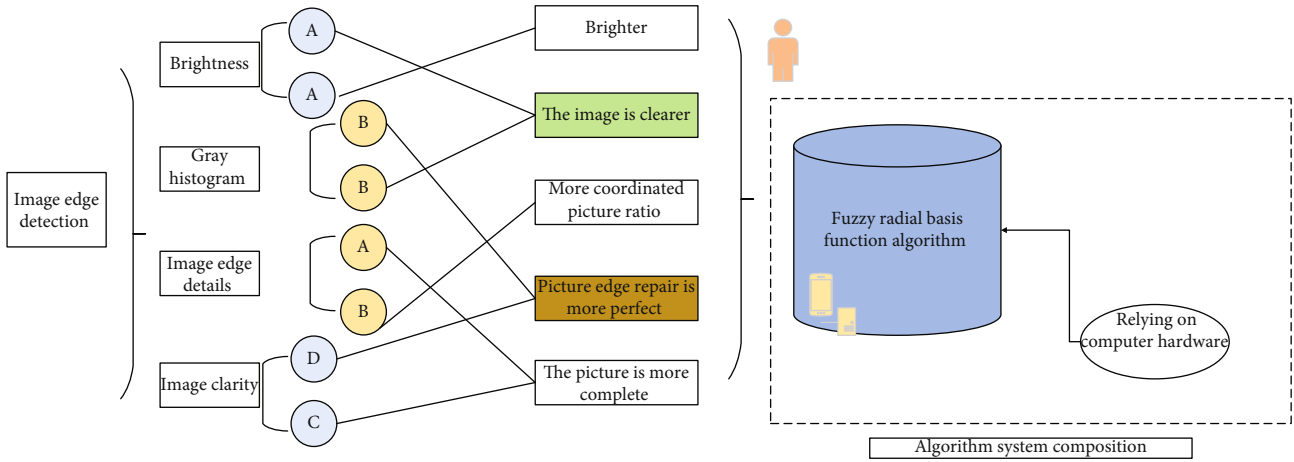 Image edge
detection
Brightness
Gray
histogram
Image edge
details
Image clarity
A
A
B
B
A
B
D
C
Brighter
The image is clearer
More coordinated
picture ratio
Picture edge repair is
more perfect
The picture is more
complete
Fuzzy radial basis
function algorithm
Relying on
computer hardware
Algorithm system composition